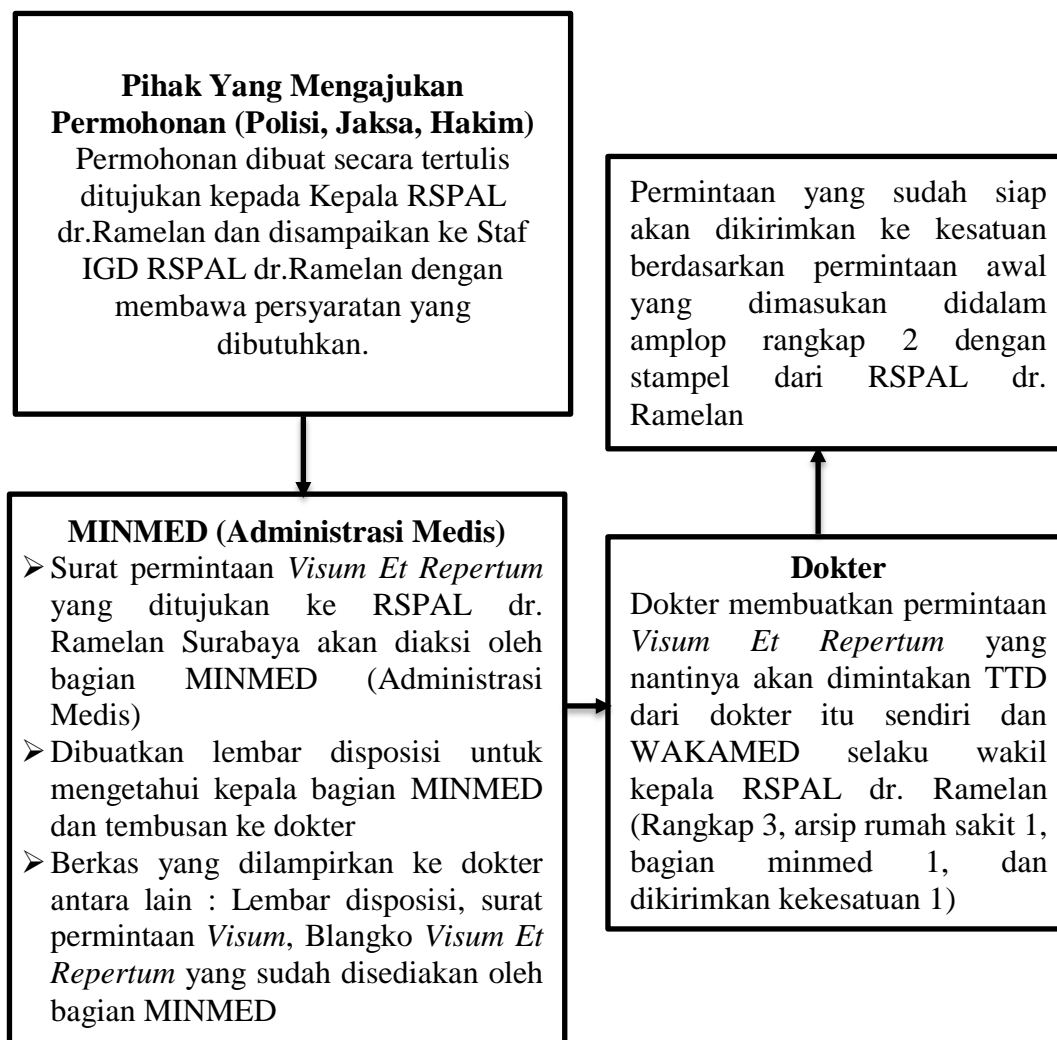 Pihak Yang Mengajukan
Permohonan (Polisi, Jaksa, Hakim)
Permohonan dibuat secara tertulis
ditujukan kepada Kepala RSPAL
dr.Ramelan dan disampaikan ke Staf
IGD RSPAL dr.Ramelan dengan
membawa persyaratan yang
dibutuhkan.
MINMED (Administrasi Medis)
➢ Surat permintaan Visum Et Repertum
yang ditujukan ke RSPAL dr.
Ramelan Surabaya akan diaksi oleh
bagian MINMED (Administrasi
Medis)
➢ Dibuatkan lembar disposisi untuk
mengetahui kepala bagian MINMED
dan tembusan ke dokter
➢ Berkas yang dilampirkan ke dokter
antara lain : Lembar disposisi, surat
permintaan Visum, Blangko Visum Et
Repertum yang sudah disediakan oleh
bagian MINMED
Dokter
Dokter membuatkan permintaan
Visum Et Repertum yang
nantinya akan dimintakan TTD
dari dokter itu sendiri dan
WAKAMED selaku wakil
kepala RSPAL dr. Ramelan
(Rangkap 3, arsip rumah sakit 1,
bagian minmed 1, dan
dikirimkan kekesatuan 1)
Permintaan yang sudah siap
akan dikirimkan ke kesatuan
berdasarkan permintaan awal
yang dimasukan didalam
amplop rangkap 2 dengan
stampel dari RSPAL dr.
Ramelan